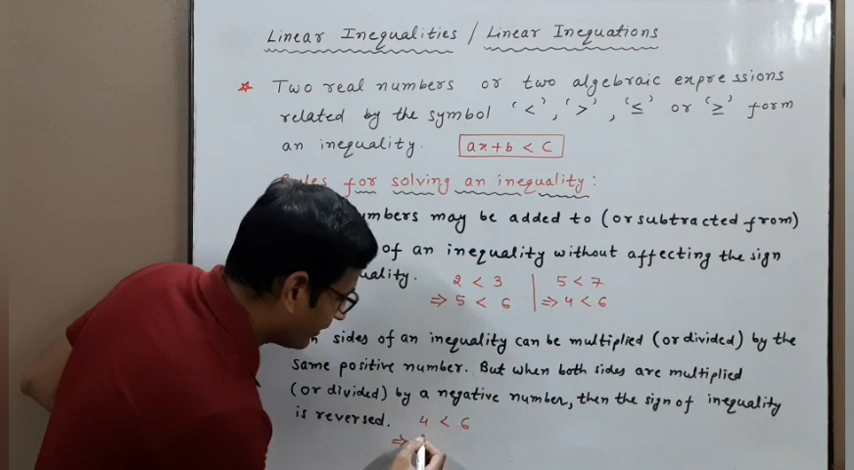 Linear Inequalities / Linear Inequations
* Two real numbers or two algebraic expressions
related by the symbol '<', '>', '≤' or '≥' form
an inequality. ax+b < c
Rules for solving an inequality:
may be added to (or subtracted from)
of an inequality without affecting the sign
2 < 3 | 5 < 7
⇒ 5 < 6 | ⇒ 4 < 6
sides of an inequality can be multiplied (or divided) by the
same positive number. But when both sides are multiplied
(or divided) by a negative number, then the sign of inequality
is reversed. 4 < 6
⇒